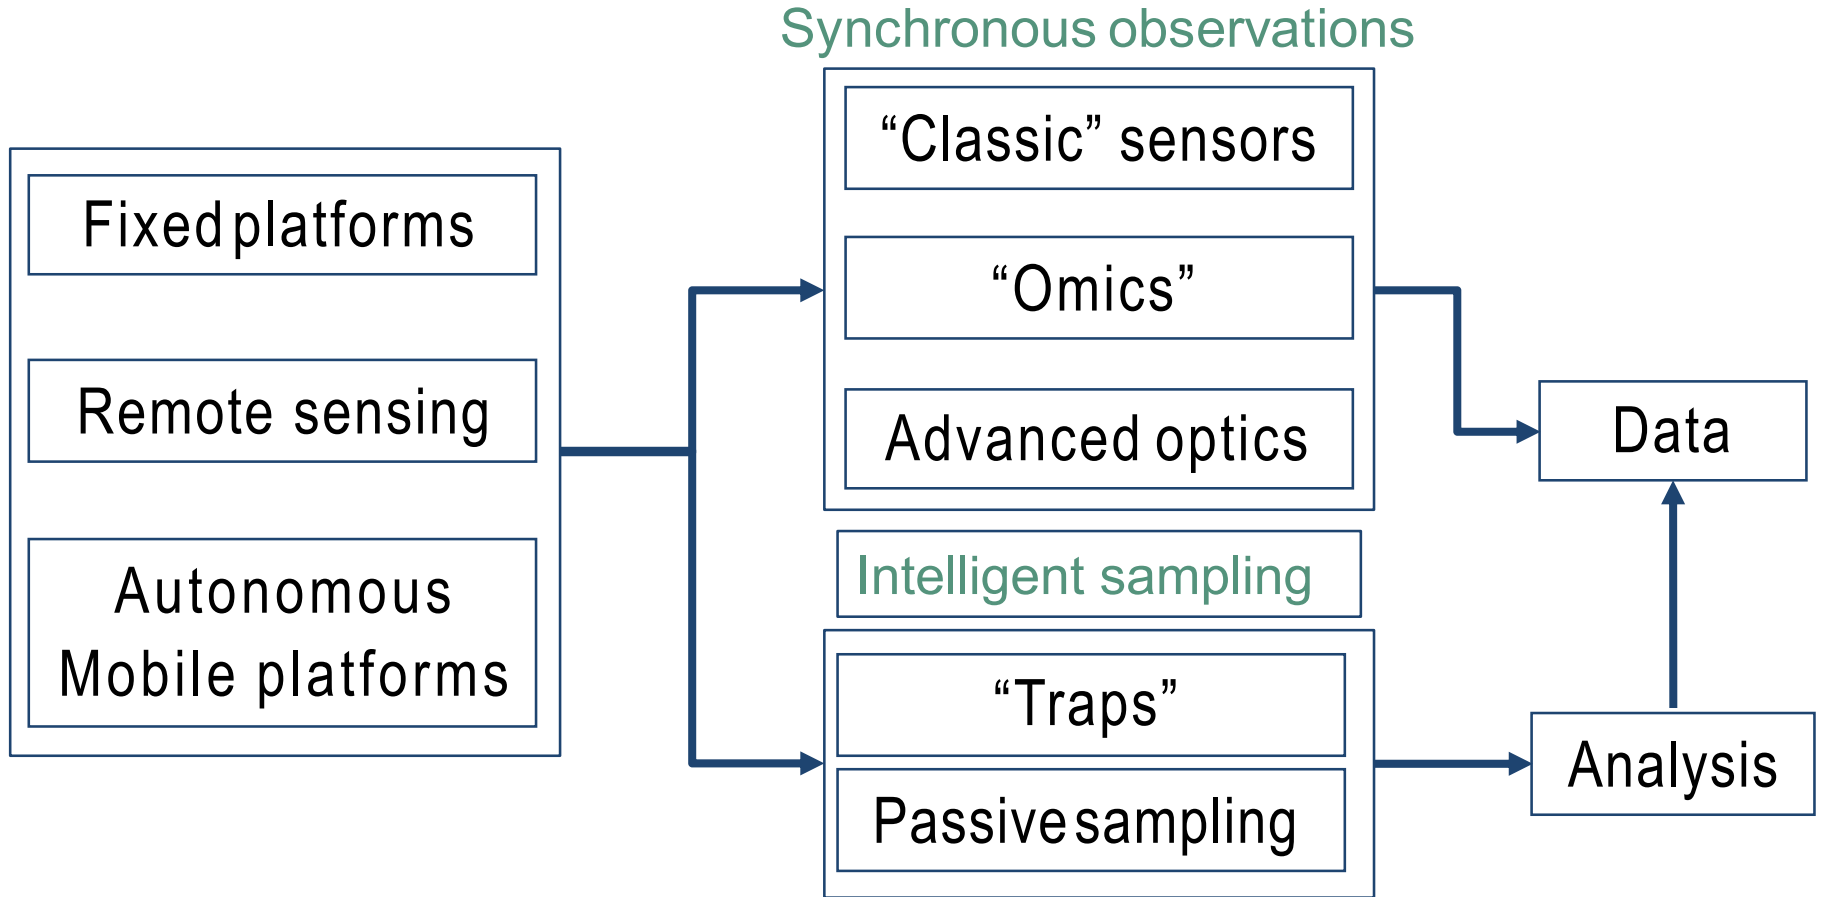 Synchronous observations
“Classic” sensors
Fixed platforms
“Omics”
Remote sensing
Advanced optics
Data
Intelligent sampling
Autonomous
Mobile platforms
“Traps”
Analysis
Passive sampling